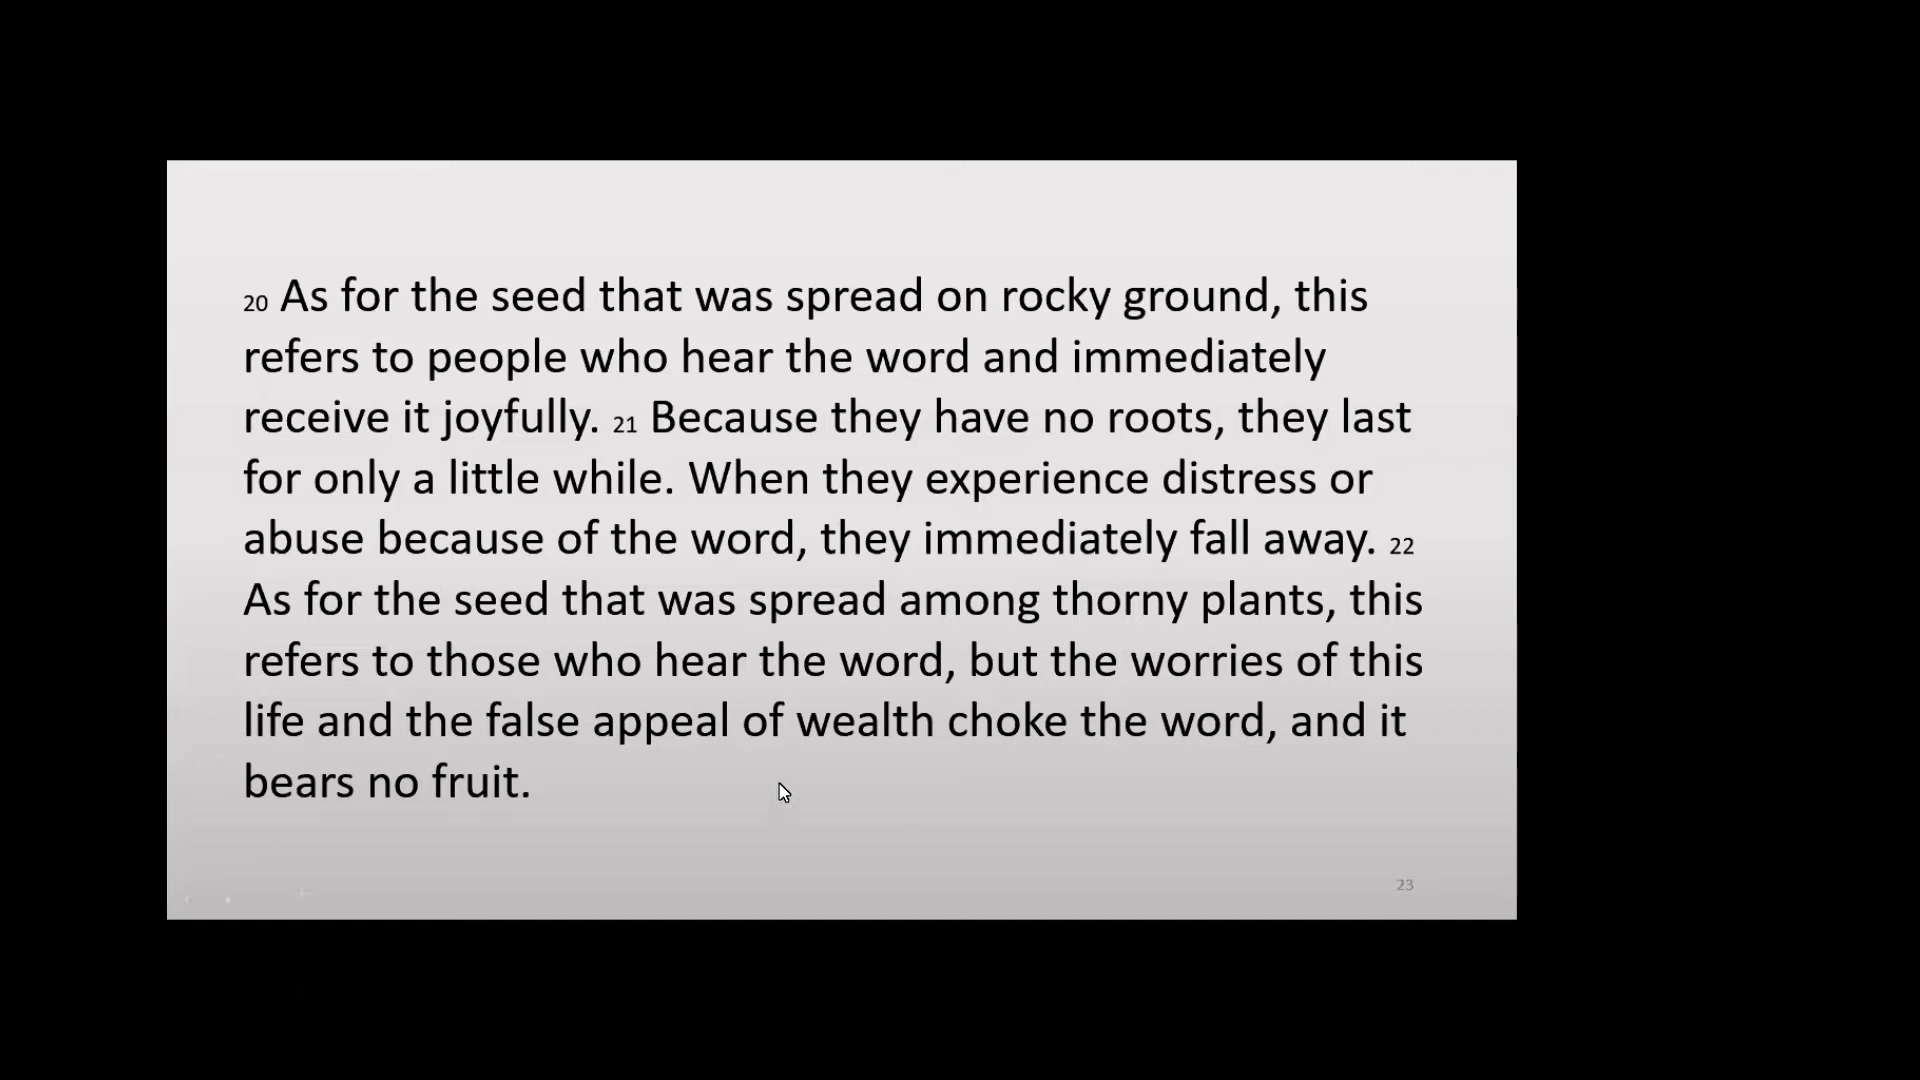 20 As for the seed that was spread on rocky ground, this
refers to people who hear the word and immediately
receive it joyfully. 21 Because they have no roots, they last
for only a little while. When they experience distress or
abuse because of the word, they immediately fall away. 22
As for the seed that was spread among thorny plants, this
refers to those who hear the word, but the worries of this
life and the false appeal of wealth choke the word, and it
bears no fruit.
23